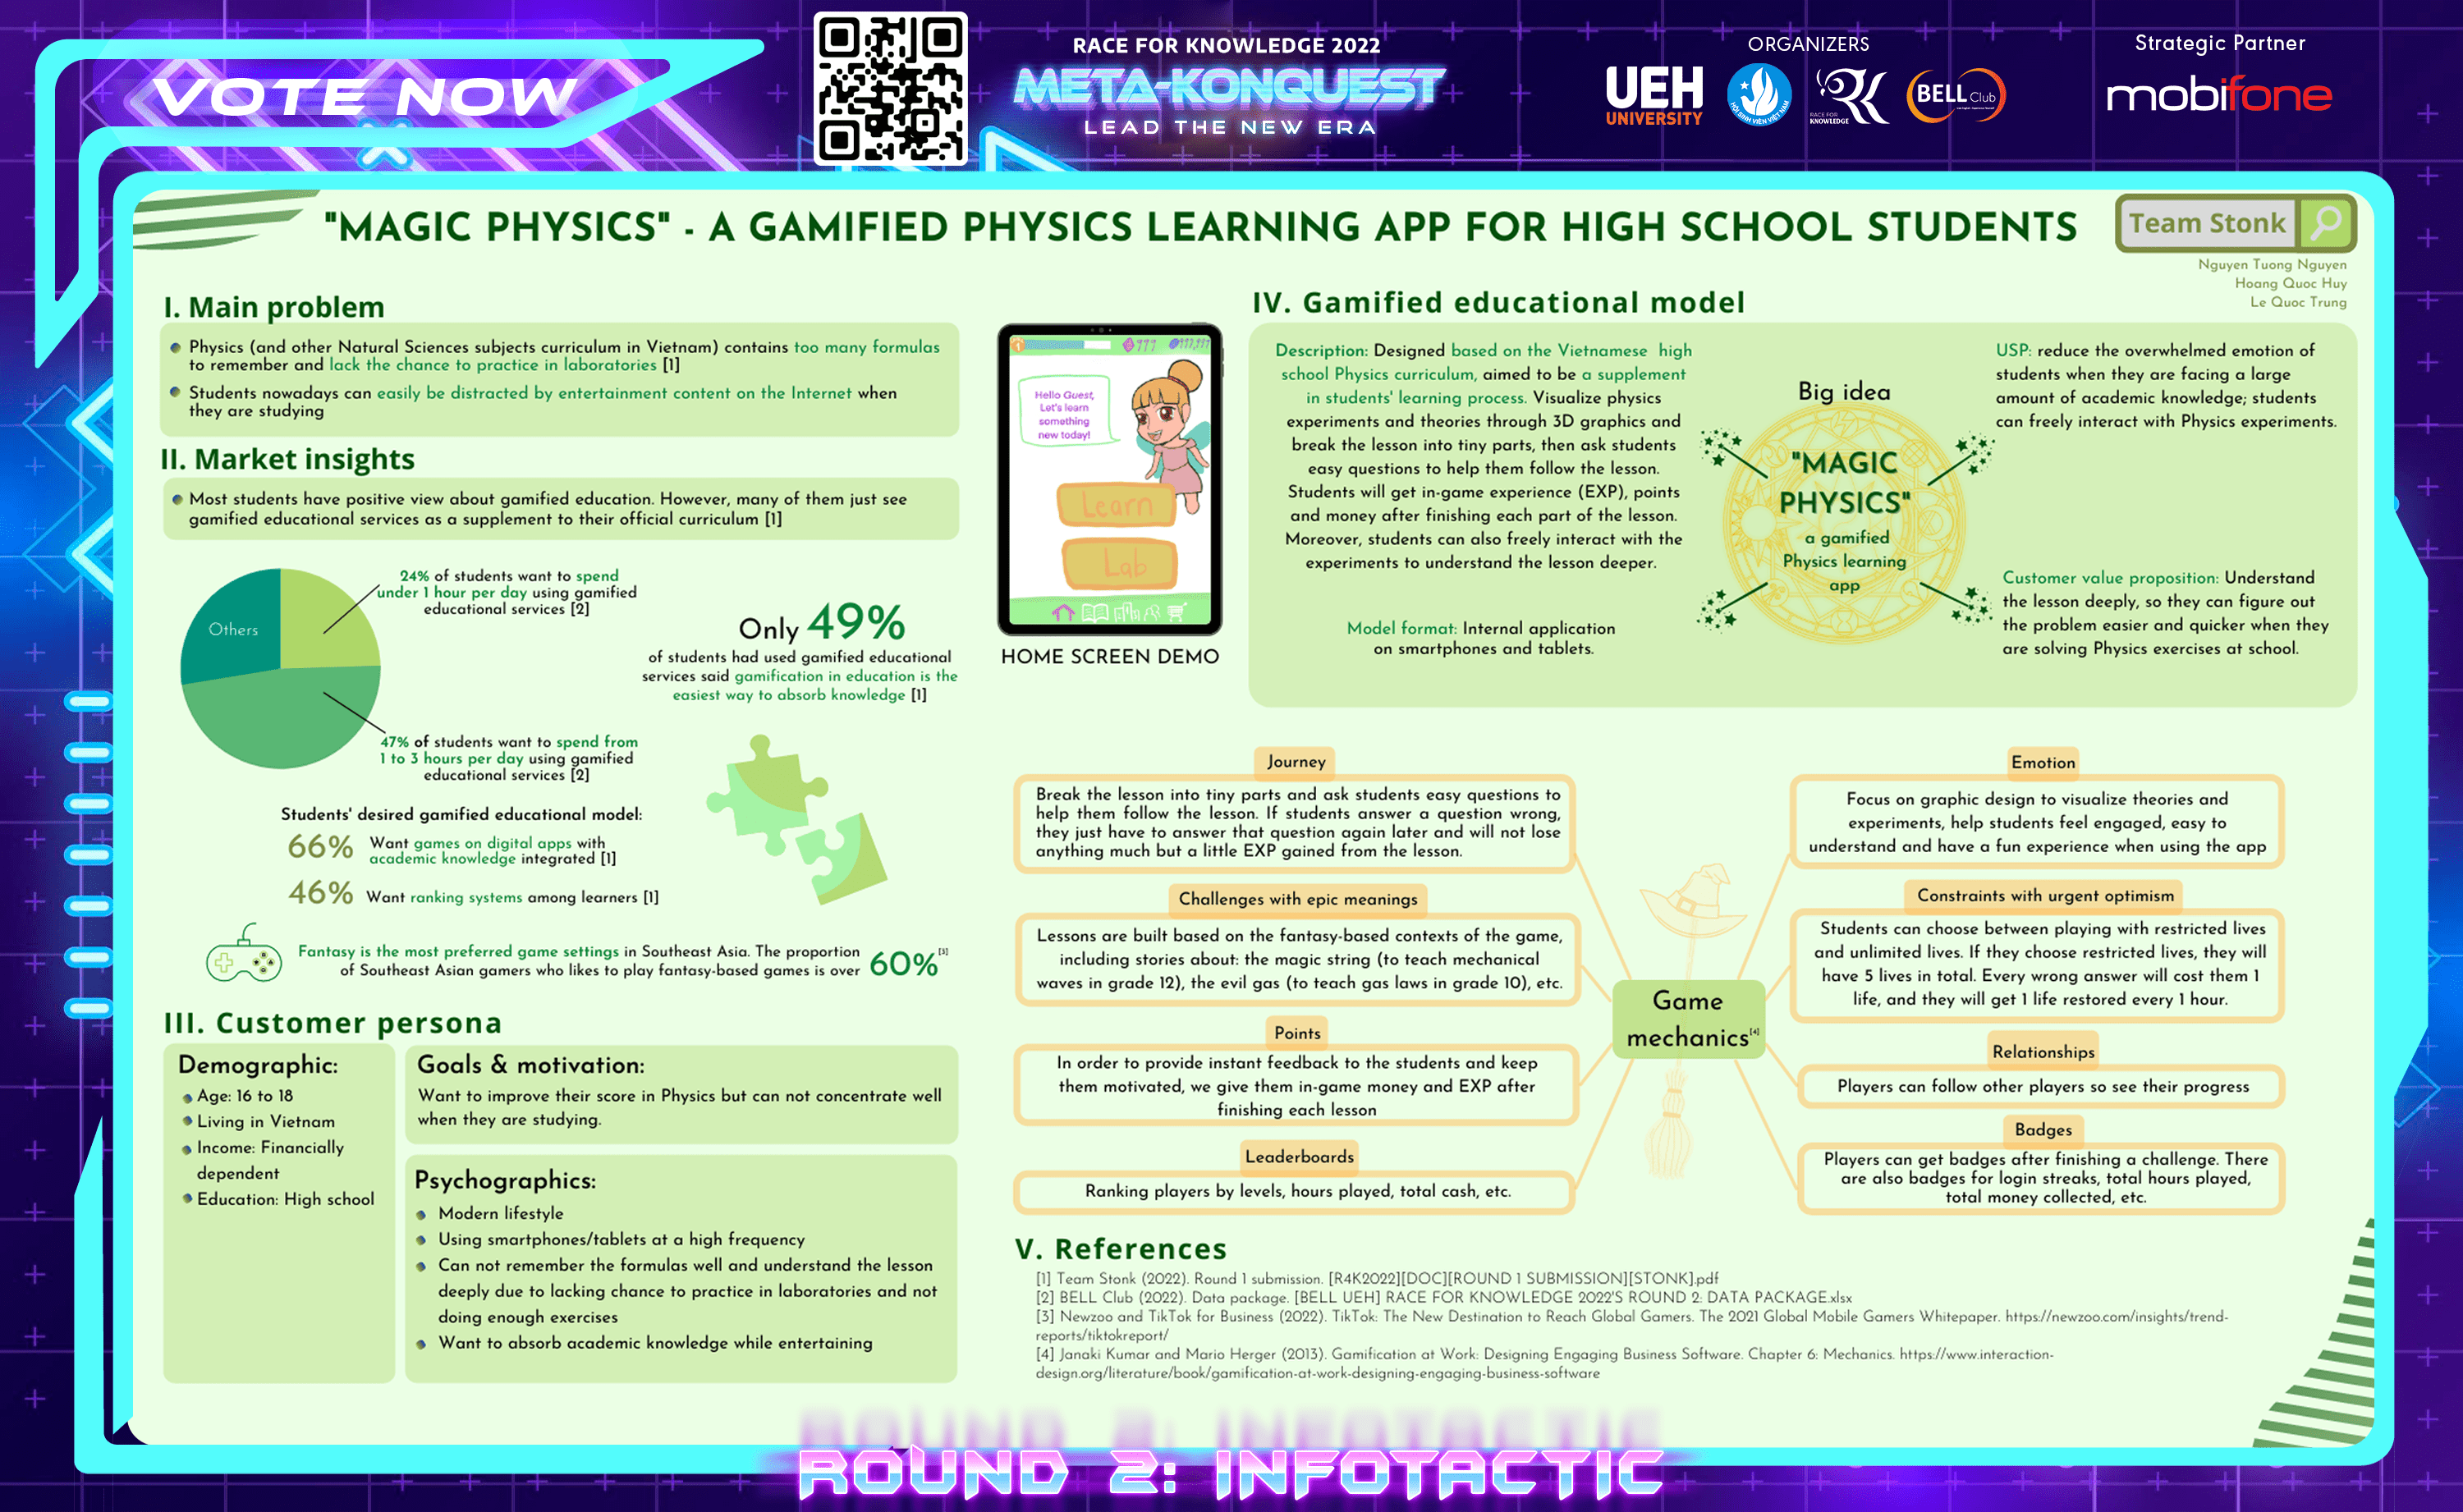 VOTE NOW
RACE FOR KNOWLEDGE 2022
META-KONQUEST
LEAD THE NEW ERA
ORGANIZERS
UEH
UNIVERSITY
HỘI SINH VIÊN VIỆT NAM
RACE FOR
KNOWLEDGE
BELL Club
Strategic Partner
mobifone
"MAGIC PHYSICS" - A GAMIFIED PHYSICS LEARNING APP FOR HIGH SCHOOL STUDENTS
Team Stonk
Nguyen Tuong Nguyen
Hoang Quoc Huy
Le Quoc Trung
I. Main problem
Physics (and other Natural Sciences subjects curriculum in Vietnam) contains too many formulas
to remember and lack the chance to practice in laboratories [1]
Students nowadays can easily be distracted by entertainment content on the Internet when
they are studying
II. Market insights
Most students have positive view about gamified education. However, many of them just see
gamified educational services as a supplement to their official curriculum [1]
Others
24% of students want to spend
under 1 hour per day using gamified
educational services [2]
47% of students want to spend from
1 to 3 hours per day using gamified
educational services [2]
Only 49%
of students had used gamified educational
services said gamification in education is the
easiest way to absorb knowledge [1]
Students' desired gamified educational model:
66% Want games on digital apps with
academic knowledge integrated [1]
46% Want ranking systems among learners [1]
Fantasy is the most preferred game settings in Southeast Asia. The proportion
of Southeast Asian gamers who likes to play fantasy-based games is over 60% [3]
III. Customer persona
Demographic:
Age: 16 to 18
Living in Vietnam
Income: Financially
dependent
Education: High school
Goals & motivation:
Want to improve their score in Physics but can not concentrate well
when they are studying.
Psychographics:
Modern lifestyle
Using smartphones/tablets at a high frequency
Can not remember the formulas well and understand the lesson
deeply due to lacking chance to practice in laboratories and not
doing enough exercises
Want to absorb academic knowledge while entertaining
1
999
Hello Guest,
Let's learn
something
new today!
Learn
Lab
HOME SCREEN DEMO
IV. Gamified educational model
Description: Designed based on the Vietnamese high
school Physics curriculum, aimed to be a supplement
in students' learning process. Visualize physics
experiments and theories through 3D graphics and
break the lesson into tiny parts, then ask students
easy questions to help them follow the lesson.
Students will get in-game experience (EXP), points
and money after finishing each part of the lesson.
Moreover, students can also freely interact with the
experiments to understand the lesson deeper.
Model format: Internal application
on smartphones and tablets.
Big idea
"MAGIC
PHYSICS"
a gamified
Physics learning
app
USP: reduce the overwhelmed emotion of
students when they are facing a large
amount of academic knowledge; students
can freely interact with Physics experiments.
Customer value proposition: Understand
the lesson deeply, so they can figure out
the problem easier and quicker when they
are solving Physics exercises at school.
Journey
Break the lesson into tiny parts and ask students easy questions to
help them follow the lesson. If students answer a question wrong,
they just have to answer that question again later and will not lose
anything much but a little EXP gained from the lesson.
Challenges with epic meanings
Lessons are built based on the fantasy-based contexts of the game,
including stories about: the magic string (to teach mechanical
waves in grade 12), the evil gas (to teach gas laws in grade 10), etc.
Points
In order to provide instant feedback to the students and keep
them motivated, we give them in-game money and EXP after
finishing each lesson
Leaderboards
Ranking players by levels, hours played, total cash, etc.
Game
mechanics[4]
Emotion
Focus on graphic design to visualize theories and
experiments, help students feel engaged, easy to
understand and have a fun experience when using the app
Constraints with urgent optimism
Students can choose between playing with restricted lives
and unlimited lives. If they choose restricted lives, they will
have 5 lives in total. Every wrong answer will cost them 1
life, and they will get 1 life restored every 1 hour.
Relationships
Players can follow other players so see their progress
Badges
Players can get badges after finishing a challenge. There
are also badges for login streaks, total hours played,
total money collected, etc.
V. References
[1] Team Stonk (2022). Round 1 submission. [R4K2022][DOC][ROUND 1 SUBMISSION][STONK].pdf
[2] BELL Club (2022). Data package. [BELL UEH] RACE FOR KNOWLEDGE 2022'S ROUND 2: DATA PACKAGE.xlsx
[3] Newzoo and TikTok for Business (2022). TikTok: The New Destination to Reach Global Gamers. The 2021 Global Mobile Gamers Whitepaper. https://newzoo.com/insights/trend-
reports/tiktokreport/
[4] Janaki Kumar and Mario Herger (2013). Gamification at Work: Designing Engaging Business Software. Chapter 6: Mechanics. https://www.interaction-
design.org/literature/book/gamification-at-work-designing-engaging-business-software
ROUND 2: INFOTACTIC